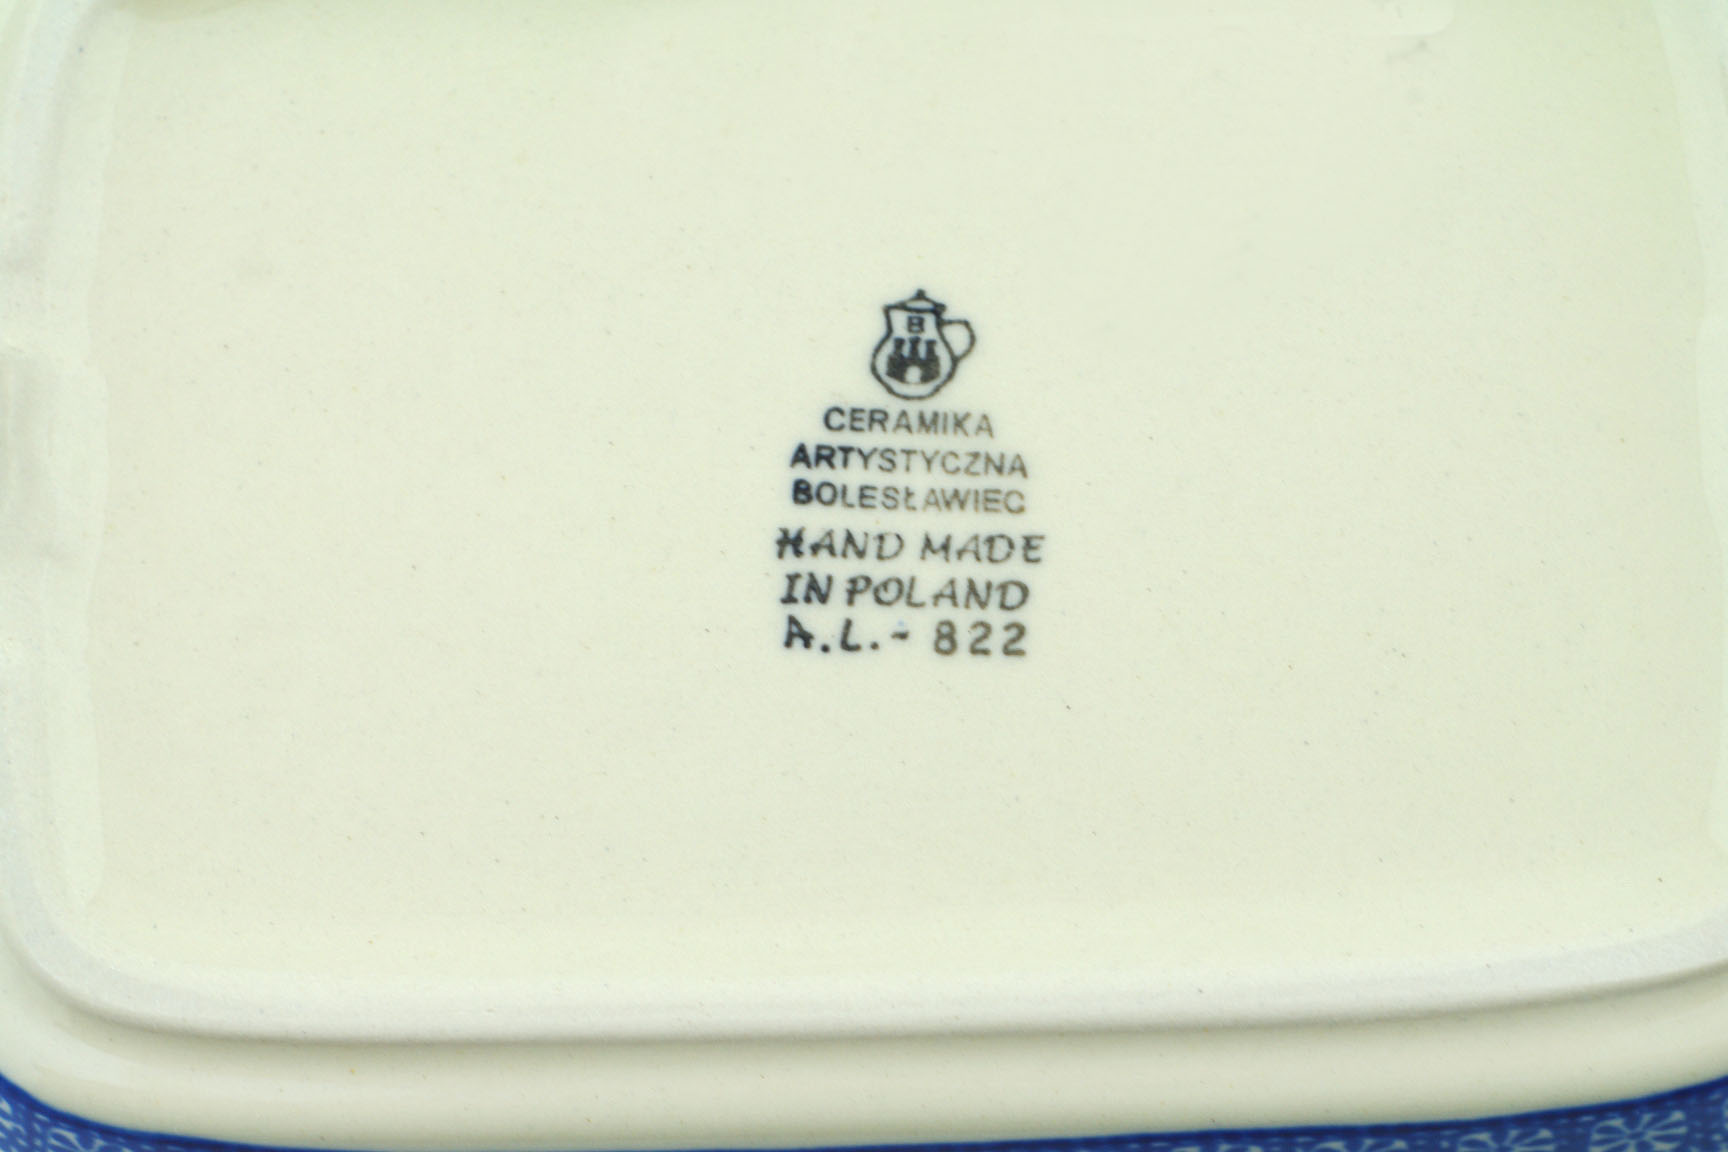 B
CERAMIKA
ARTYSTYCZNA
BOLESŁAWIEC
HAND MADE
IN POLAND
A.L.- 822